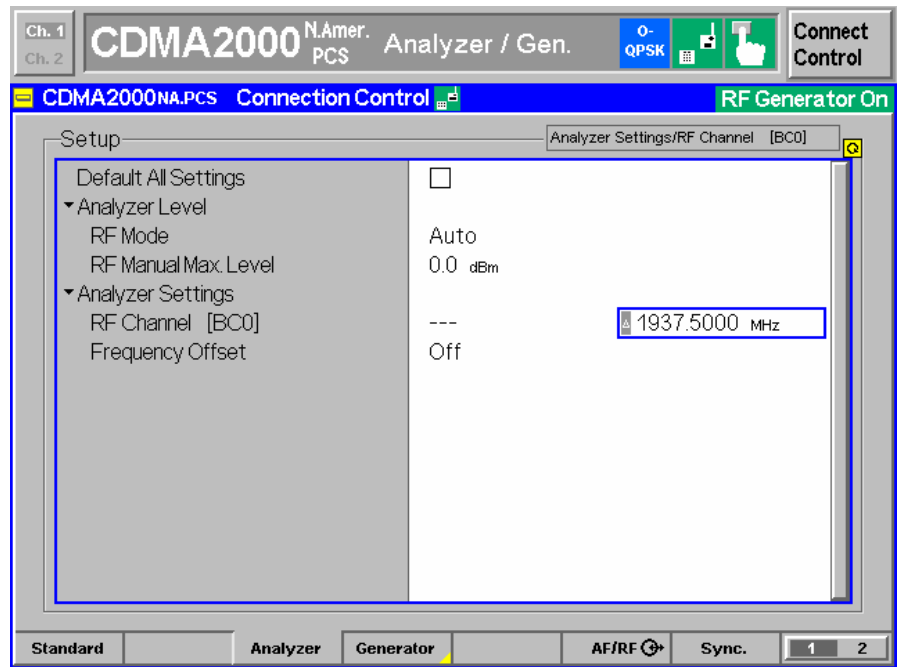 Ch. 1
Ch. 2
CDMA2000 N.Amer. PCS Analyzer / Gen.
O-QPSK
Connect Control
CDMA2000 NA.PCS Connection Control
RF Generator On
Setup
Analyzer Settings/RF Channel [BC0]
Default All Settings
Analyzer Level
RF Mode Auto
RF Manual Max. Level 0.0 dBm
Analyzer Settings
RF Channel [BC0] --- 1937.5000 MHz
Frequency Offset Off
Standard Analyzer Generator AF/RF Sync. 1 2